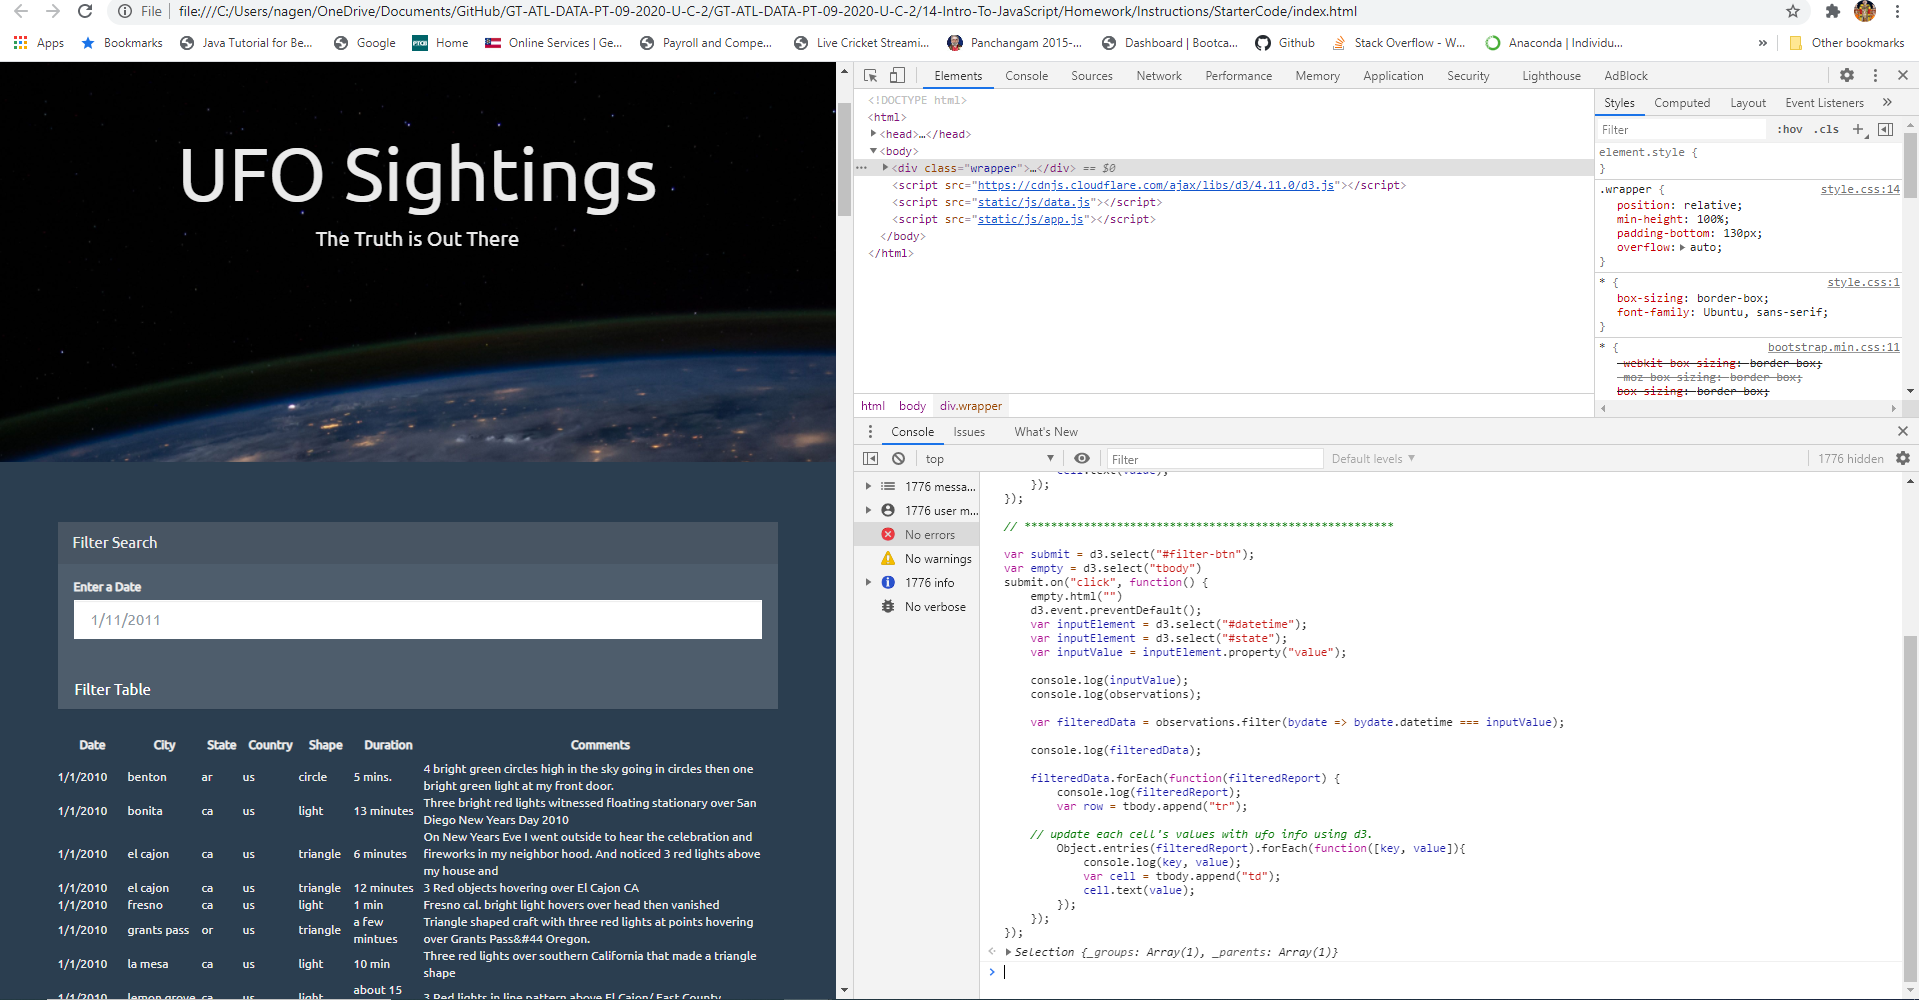 File
file:///C:/Users/nagen/OneDrive/Documents/GitHub/GT-ATL-DATA-PT-09-2020-U-C-2/GT-ATL-DATA-PT-09-2020-U-C-2/14-Intro-To-JavaScript/Homework/Instructions/StarterCode/index.html
Apps Bookmarks Java Tutorial for Be... Google Home Online Services | Ge... Payroll and Compe... Live Cricket Streami... Panchangam 2015-... Dashboard | Bootca... Github Stack Overflow - W... Anaconda | Individu... » Other bookmarks
UFO Sightings
The Truth is Out There
Filter Search
Enter a Date
1/11/2011
Filter Table
Date City State Country Shape Duration Comments
1/1/2010 benton ar us circle 5 mins. 4 bright green circles high in the sky going in circles then one
bright green light at my front door.
1/1/2010 bonita ca us light 13 minutes Three bright red lights witnessed floating stationary over San
Diego New Years Day 2010
1/1/2010 el cajon ca us triangle 6 minutes On New Years Eve I went outside to hear the celebration and
fireworks in my neighbor hood. And noticed 3 red lights above
my house and
1/1/2010 el cajon ca us triangle 12 minutes 3 Red objects hovering over El Cajon CA
1/1/2010 fresno ca us light 1 min Fresno cal. bright light hovers over head then vanished
1/1/2010 grants pass or us triangle a few
mintues Triangle shaped craft with three red lights at points hovering
over Grants Pass&#44 Oregon.
1/1/2010 la mesa ca us light 10 min Three red lights over southern California that made a triangle
shape
1/1/2010 lemon grove ca us light about 15
3 Red lights in line pattern above El Cajon/ East County
Elements Console Sources Network Performance Memory Application Security Lighthouse AdBlock
<!DOCTYPE html>
<html>
<head>…</head>
<body>
<div class="wrapper">…</div> == $0
<script src="https://cdnjs.cloudflare.com/ajax/libs/d3/4.11.0/d3.js"></script>
<script src="static/js/data.js"></script>
<script src="static/js/app.js"></script>
</body>
</html>
html body div.wrapper
Styles Computed Layout Event Listeners »
Filter :hov .cls +
element.style {
}
.wrapper { style.css:14
position: relative;
min-height: 100%;
padding-bottom: 130px;
overflow: auto;
}
* { style.css:1
box-sizing: border-box;
font-family: Ubuntu, sans-serif;
}
* { bootstrap.min.css:11
-webkit-box-sizing: border-box;
-moz-box-sizing: border-box;
box-sizing: border-box;
Console Issues What's New
top Filter Default levels 1776 hidden
1776 messa...
1776 user m...
No errors
No warnings
1776 info
No verbose
cell.text(value);
});
});
// ********************************************************
var submit = d3.select("#filter-btn");
var empty = d3.select("tbody")
submit.on("click", function() {
empty.html("")
d3.event.preventDefault();
var inputElement = d3.select("#datetime");
var inputElement = d3.select("#state");
var inputValue = inputElement.property("value");
console.log(inputValue);
console.log(observations);
var filteredData = observations.filter(bydate => bydate.datetime === inputValue);
console.log(filteredData);
filteredData.forEach(function(filteredReport) {
console.log(filteredReport);
var row = tbody.append("tr");
// update each cell's values with ufo info using d3.
Object.entries(filteredReport).forEach(function([key, value]){
console.log(key, value);
var cell = tbody.append("td");
cell.text(value);
});
});
});
Selection {_groups: Array(1), _parents: Array(1)}